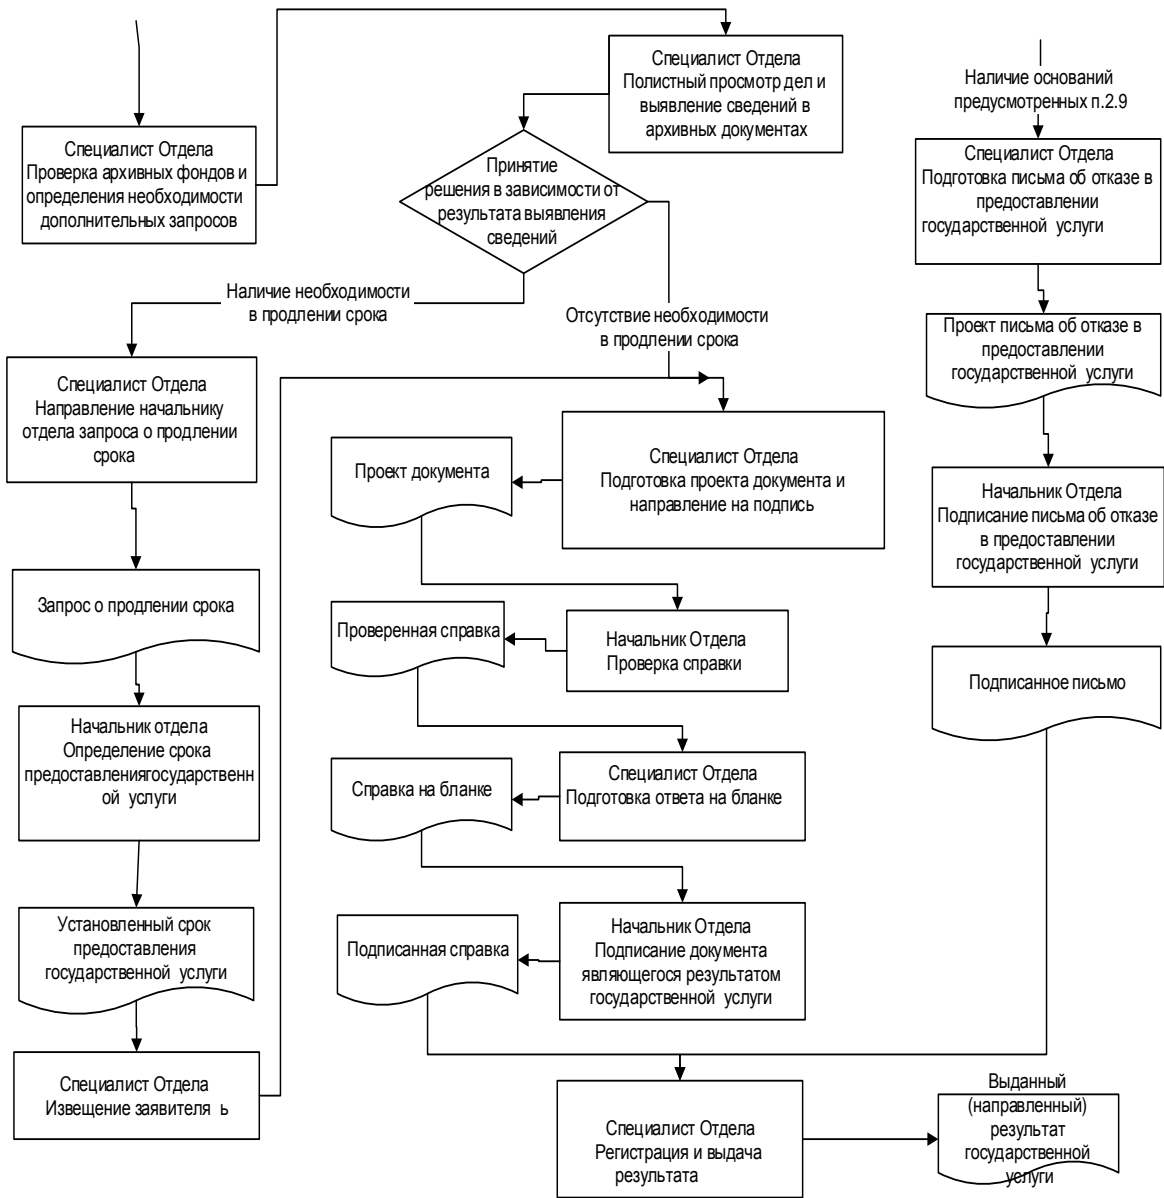 Специалист Отдела
Проверка архивных фондов и
определения необходимости
дополнительных запросов
Специалист Отдела
Полистный просмотр дел и
выявление сведений в
архивных документах
Принятие
решения в зависимости от
результата выявления
сведений
Наличие необходимости
в продлении срока
Отсутствие необходимости
в продлении срока
Специалист Отдела
Направление начальнику
отдела запроса о продлении
срока
Запрос о продлении срока
Начальник отдела
Определение срока
предоставлениягосударственн
ой услуги
Установленный срок
предоставления
государственной услуги
Специалист Отдела
Извещение заявителя ь
Специалист Отдела
Подготовка проекта документа и
направление на подпись
Проект документа
Начальник Отдела
Проверка справки
Проверенная справка
Специалист Отдела
Подготовка ответа на бланке
Справка на бланке
Начальник Отдела
Подписание документа
являющегося результатом
государственной услуги
Подписанная справка
Наличие оснований
предусмотренных п.2.9
Специалист Отдела
Подготовка письма об отказе в
предоставлении
государственной услуги
Проект письма об отказе в
предоставлении
государственной услуги
Начальник Отдела
Подписание письма об отказе
в предоставлении
государственной услуги
Подписанное письмо
Специалист Отдела
Регистрация и выдача
результата
Выданный
(направленный)
результат
государственной
услуги